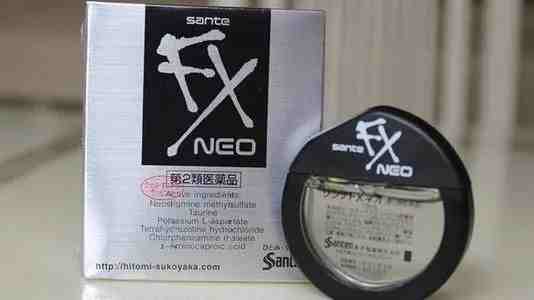 sante
FX
NEO
第2類医薬品
Active ingredients
Neostigmine methylsulfate
Taurine
Potassium L-aspartate
Tetrahydrozoline hydrochloride
Chlorpheniramine maleate
ε-Aminocaproic acid
http://hitomi-sukoyaka.com/
Santen
sante
FX
NEO
Santen